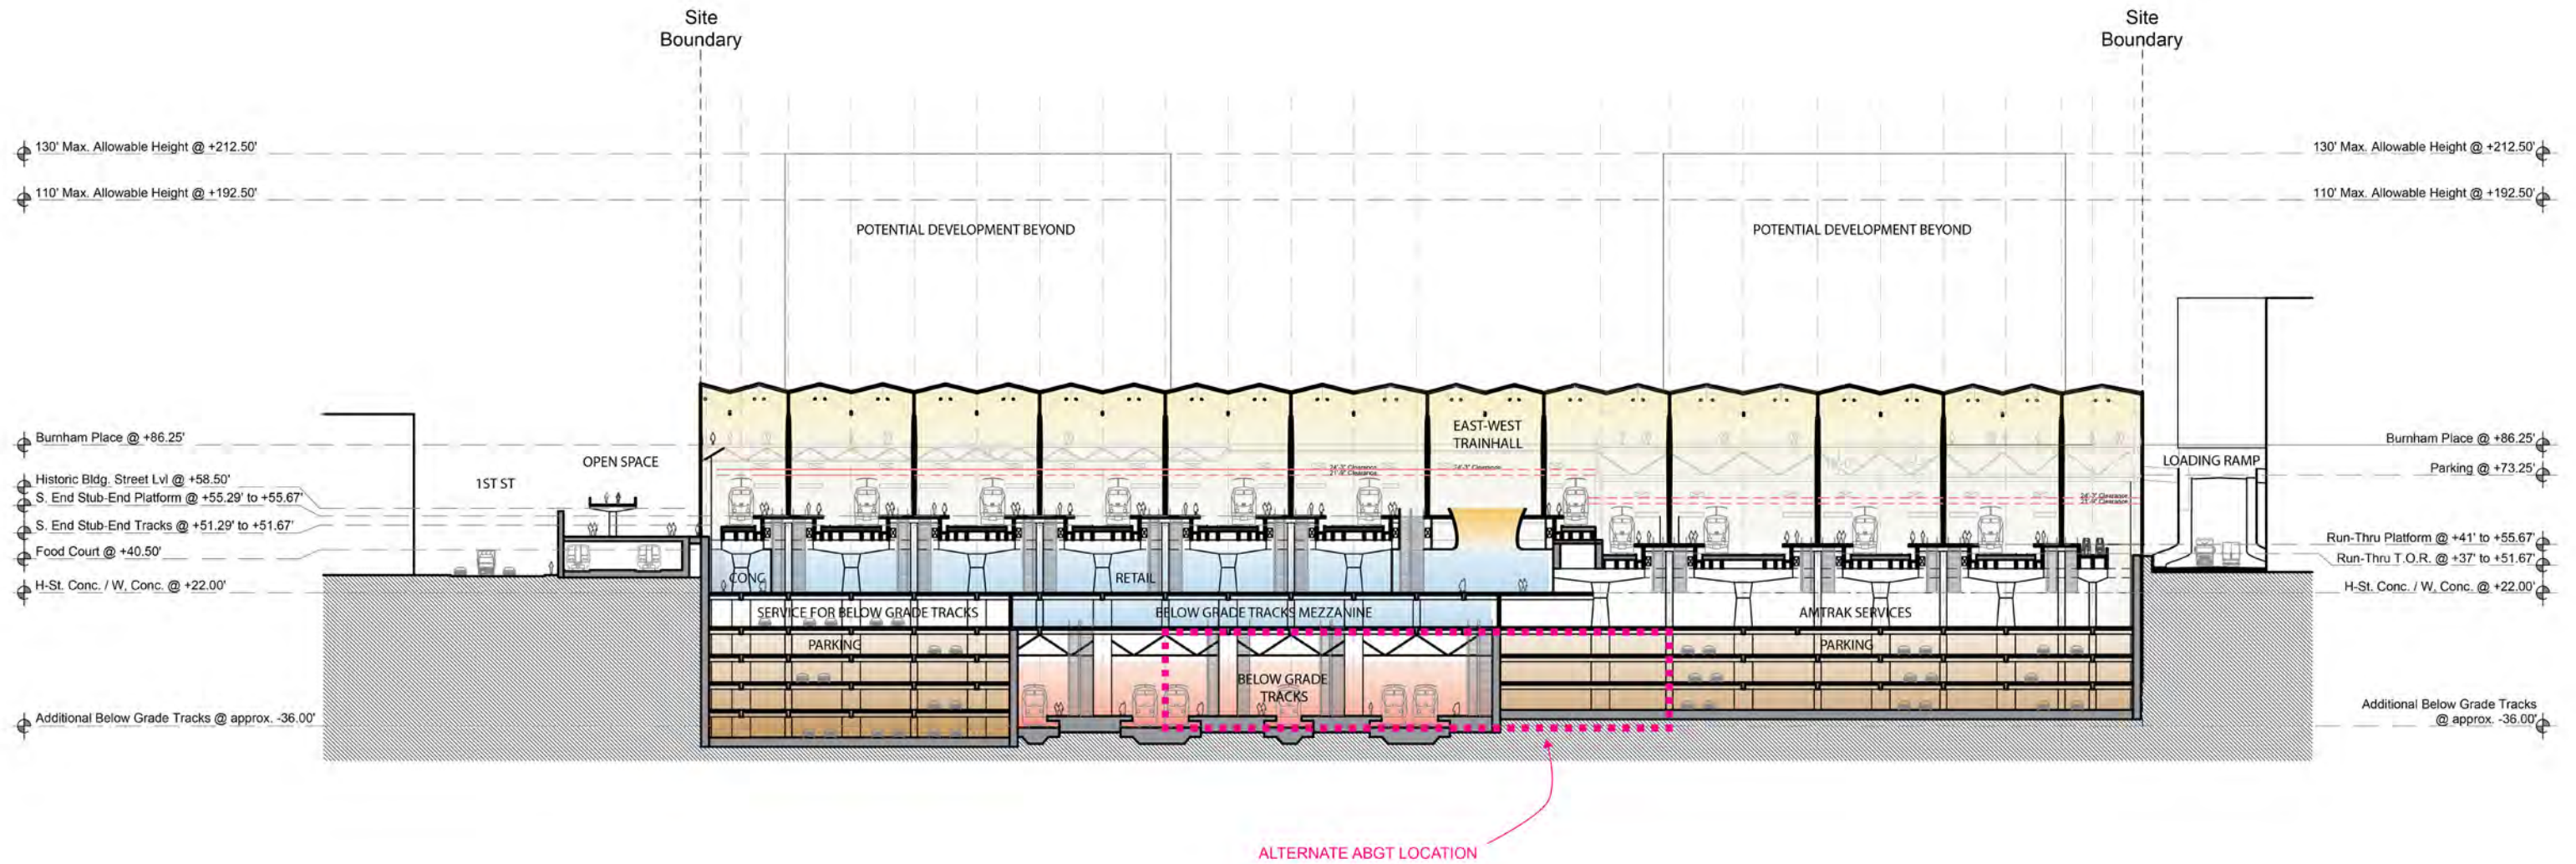 Site
Boundary
Site
Boundary
130' Max. Allowable Height @ +212.50'
130' Max. Allowable Height @ +212.50'
110' Max. Allowable Height @ +192.50'
110' Max. Allowable Height @ +192.50'
POTENTIAL DEVELOPMENT BEYOND
POTENTIAL DEVELOPMENT BEYOND
EAST-WEST
TRAINHALL
Burnham Place @ +86.25'
Burnham Place @ +86.25'
OPEN SPACE
LOADING RAMP
Parking @ +73.25'
1ST ST
Historic Bldg. Street Lvl @ +58.50'
S. End Stub-End Platform @ +55.29' to +55.67'
S. End Stub-End Tracks @ +51.29' to +51.67'
Food Court @ +40.50'
H-St. Conc. / W, Conc. @ +22.00'
Run-Thru Platform @ +41' to +55.67'
Run-Thru T.O.R. @ +37' to +51.67'
H-St. Conc. / W, Conc. @ +22.00'
CONC
RETAIL
SERVICE FOR BELOW GRADE TRACKS
BELOW GRADE TRACKS MEZZANINE
AMTRAK SERVICES
PARKING
PARKING
BELOW GRADE
TRACKS
Additional Below Grade Tracks @ approx. -36.00'
Additional Below Grade Tracks
@ approx. -36.00'
ALTERNATE ABGT LOCATION